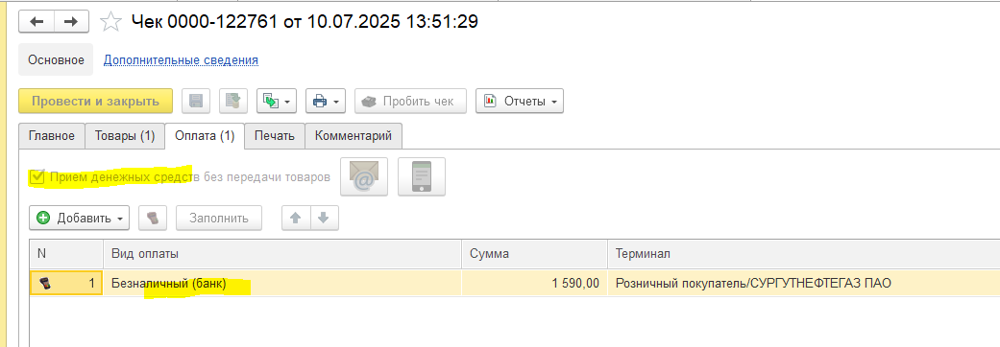 Чек 0000-122761 от 10.07.2025 13:51:29
Основное Дополнительные сведения
Провести и закрыть Пробить чек Отчеты
Главное Товары (1) Оплата (1) Печать Комментарий
Прием денежных средств без передачи товаров
Добавить Заполнить
N Вид оплаты Сумма Терминал
1 Безналичный (банк) 1 590,00 Розничный покупатель/СУРГУТНЕФТЕГАЗ ПАО